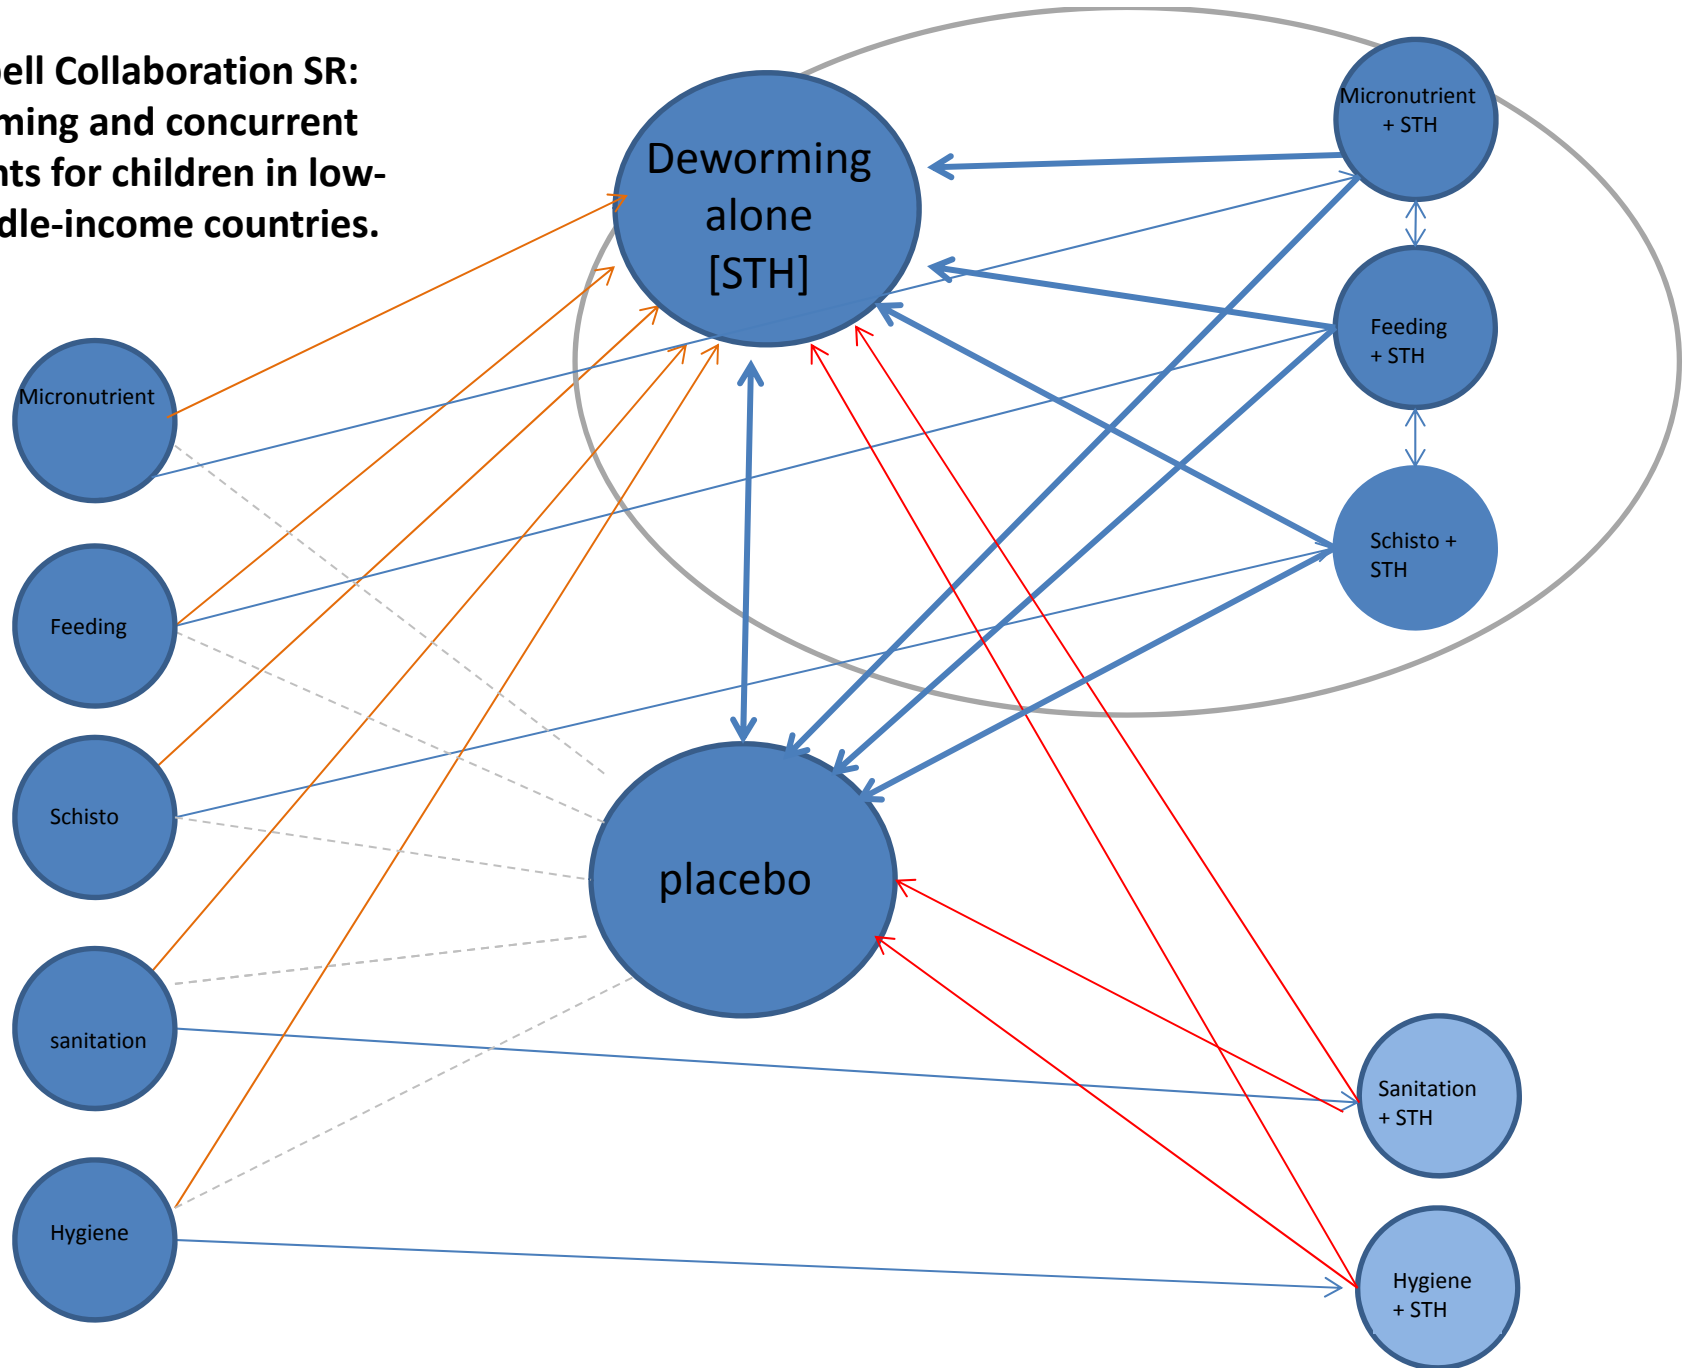 ell Collaboration SR:
ming and concurrent
nts for children in low-
dle-income countries.
Deworming
alone
[STH]
Micronutrient
+ STH
Feeding
+ STH
Schisto +
STH
Micronutrient
Feeding
Schisto
sanitation
Hygiene
placebo
Sanitation
+ STH
Hygiene
+ STH